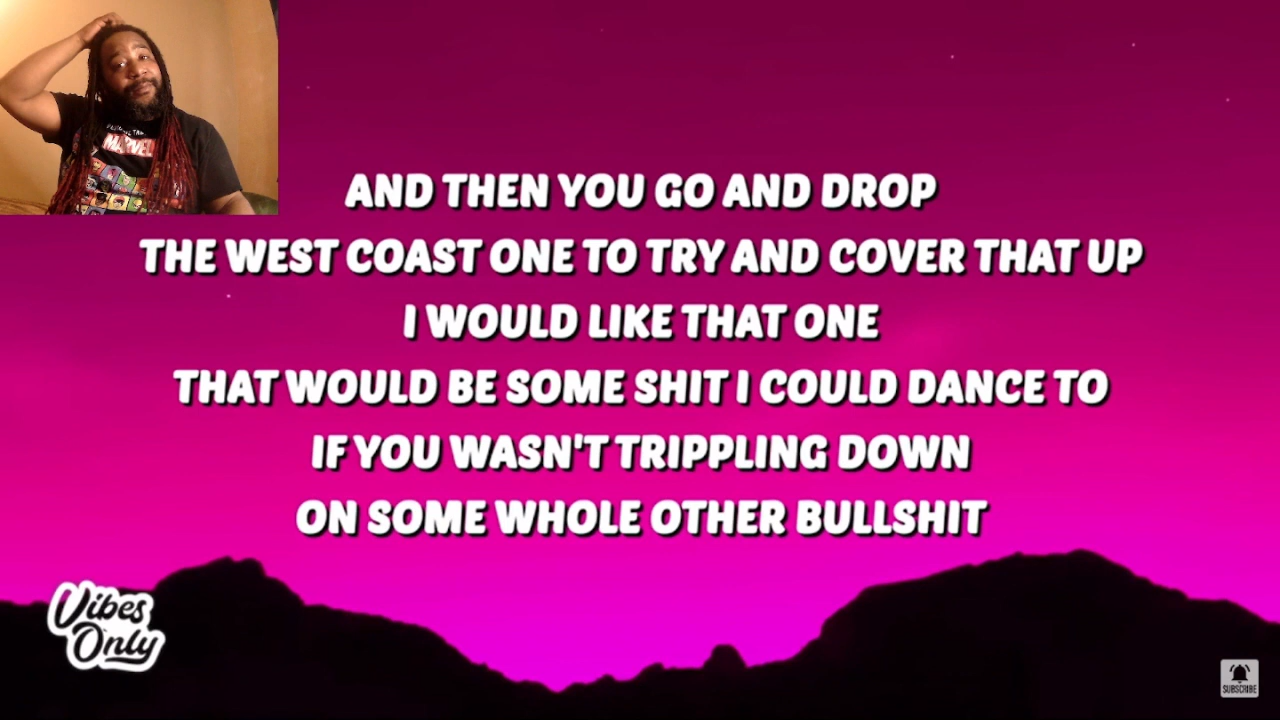 MARVEL
AND THEN YOU GO AND DROP
THE WEST COAST ONE TO TRY AND COVER THAT UP
I WOULD LIKE THAT ONE
THAT WOULD BE SOME SHIT I COULD DANCE TO
IF YOU WASN'T TRIPPLING DOWN
ON SOME WHOLE OTHER BULLSHIT
Vibes
Only
SUBSCRIBE